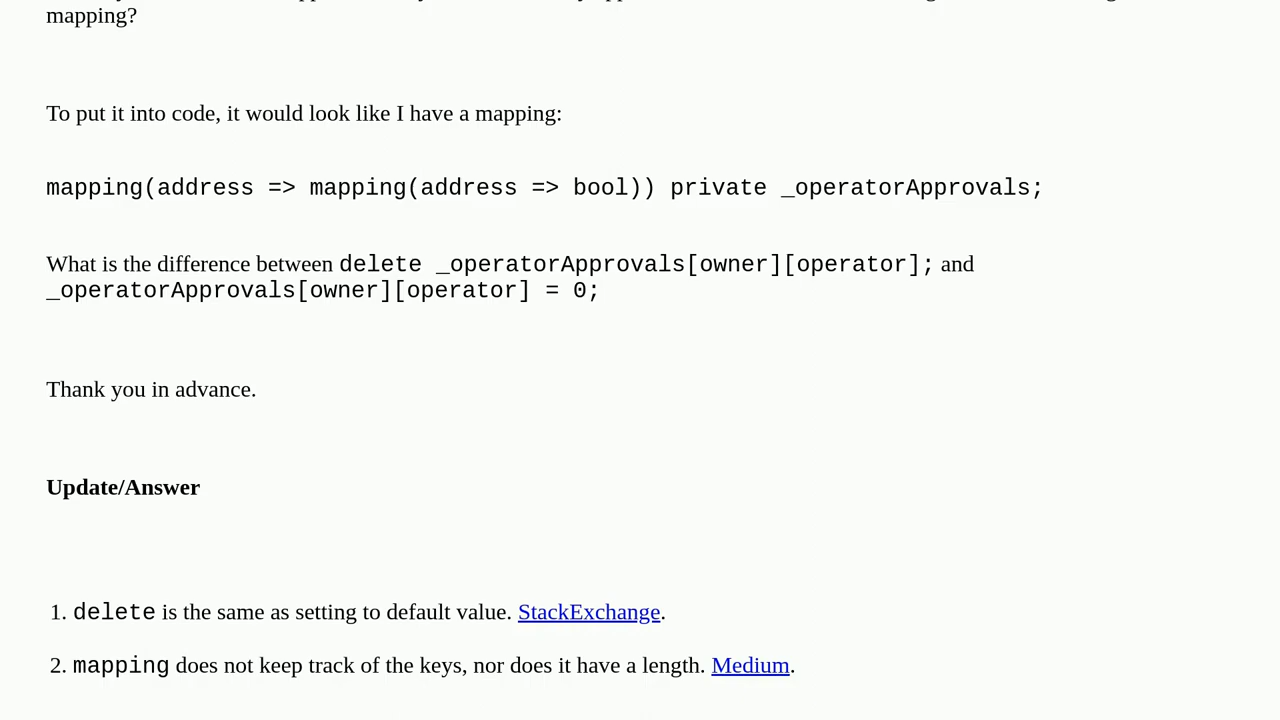 mapping?
To put it into code, it would look like I have a mapping:
mapping(address => mapping(address => bool)) private _operatorApprovals;
What is the difference between delete _operatorApprovals[owner][operator]; and
_operatorApprovals[owner][operator] = 0;
Thank you in advance.
Update/Answer
1. delete is the same as setting to default value. StackExchange.
2. mapping does not keep track of the keys, nor does it have a length. Medium.